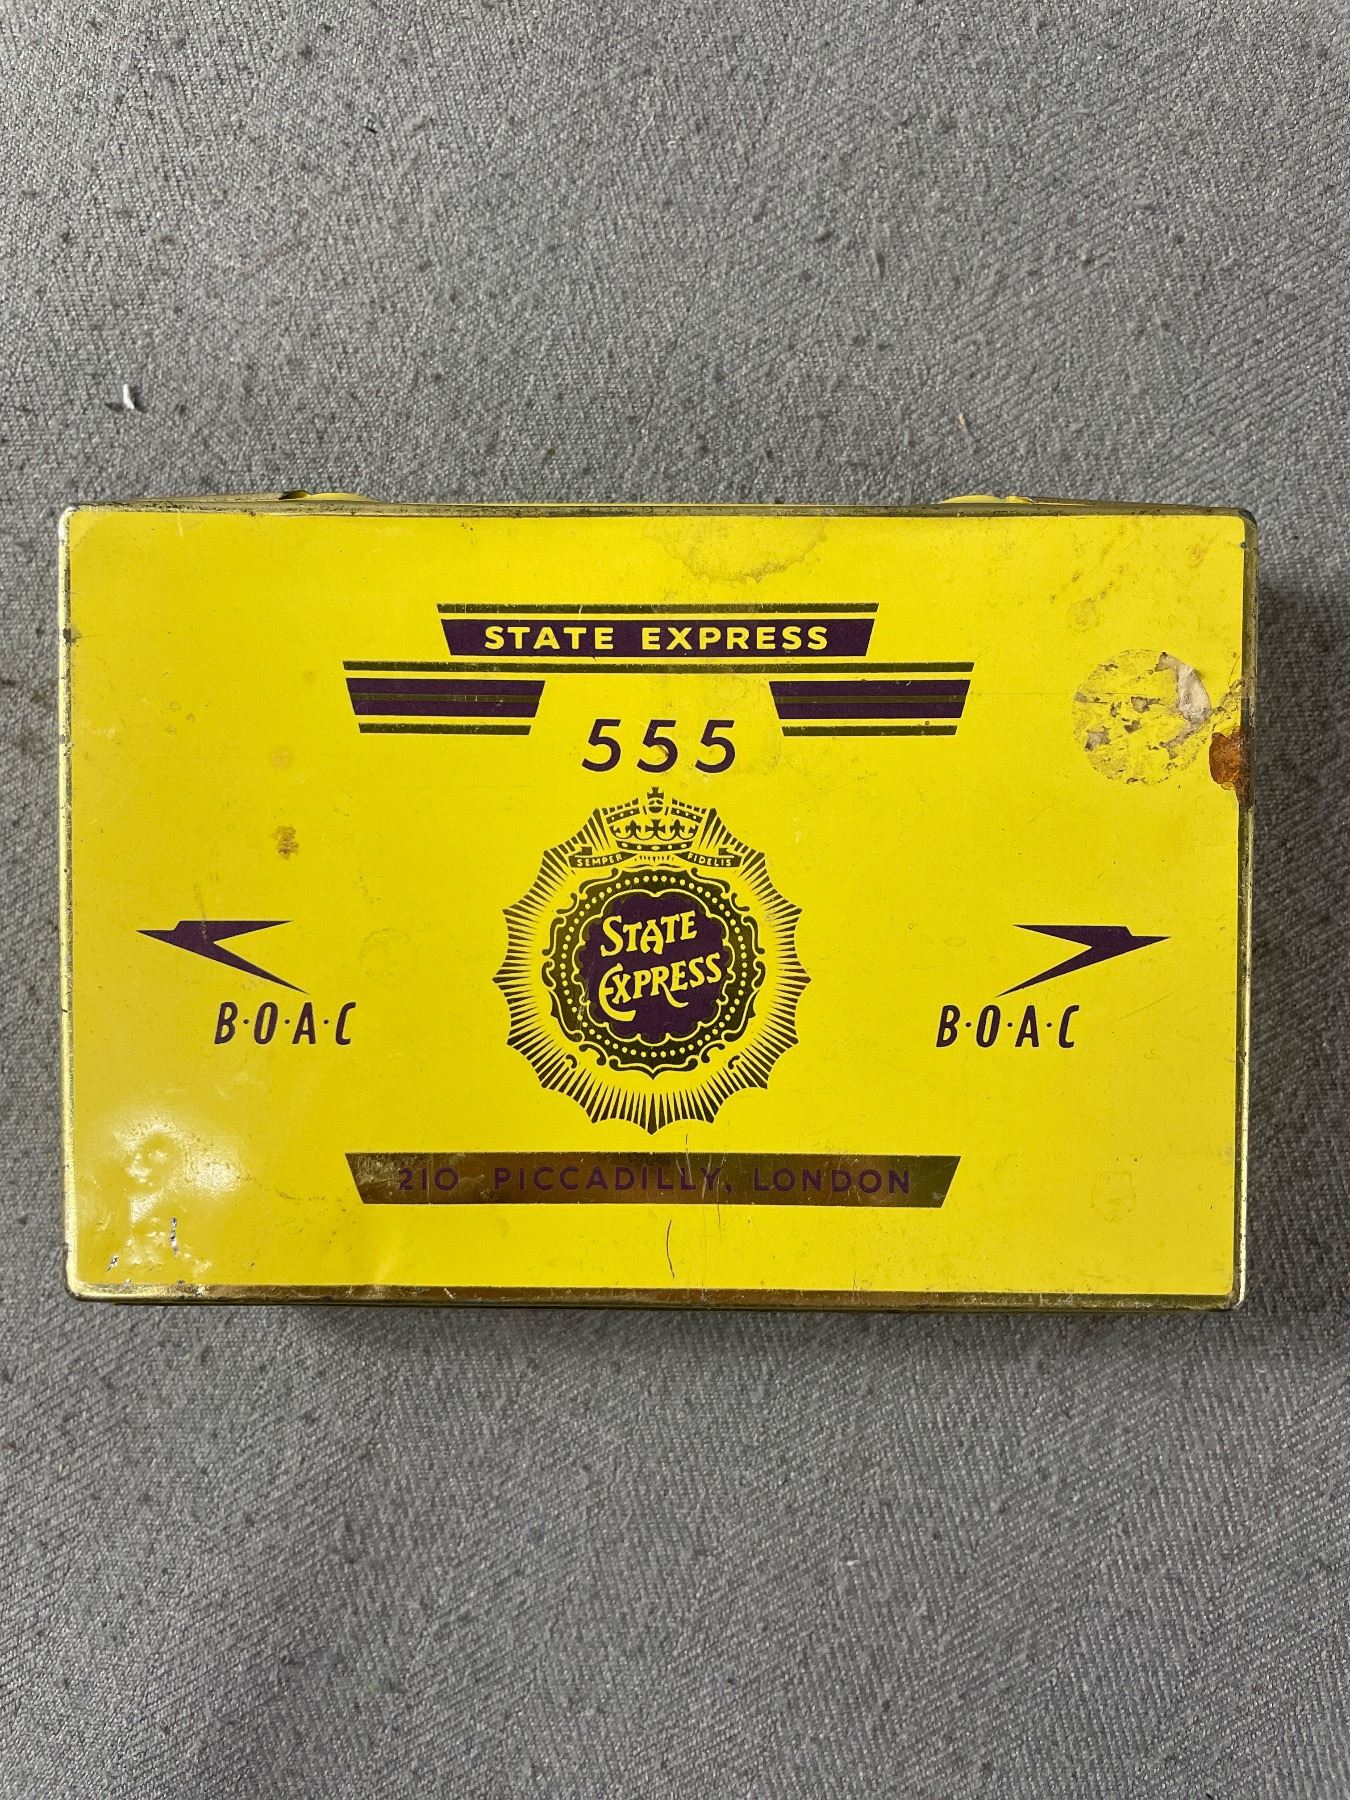 STATE EXPRESS
555
SEMPER FIDELIS
STATE
EXPRESS
B·O·A·C
B·O·A·C
210 PICCADILLY, LONDON